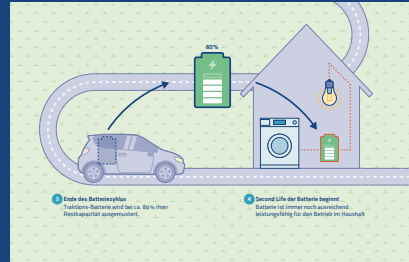 80%
3 Ende des Batteriezyklus
Traktions-Batterie wird bei ca. 80% ihrer
Restkapazität ausgemustert.
4 Second Life der Batterie beginnt
Batterie ist immer noch ausreichend
leistungsfähig für den Betrieb im Haushalt